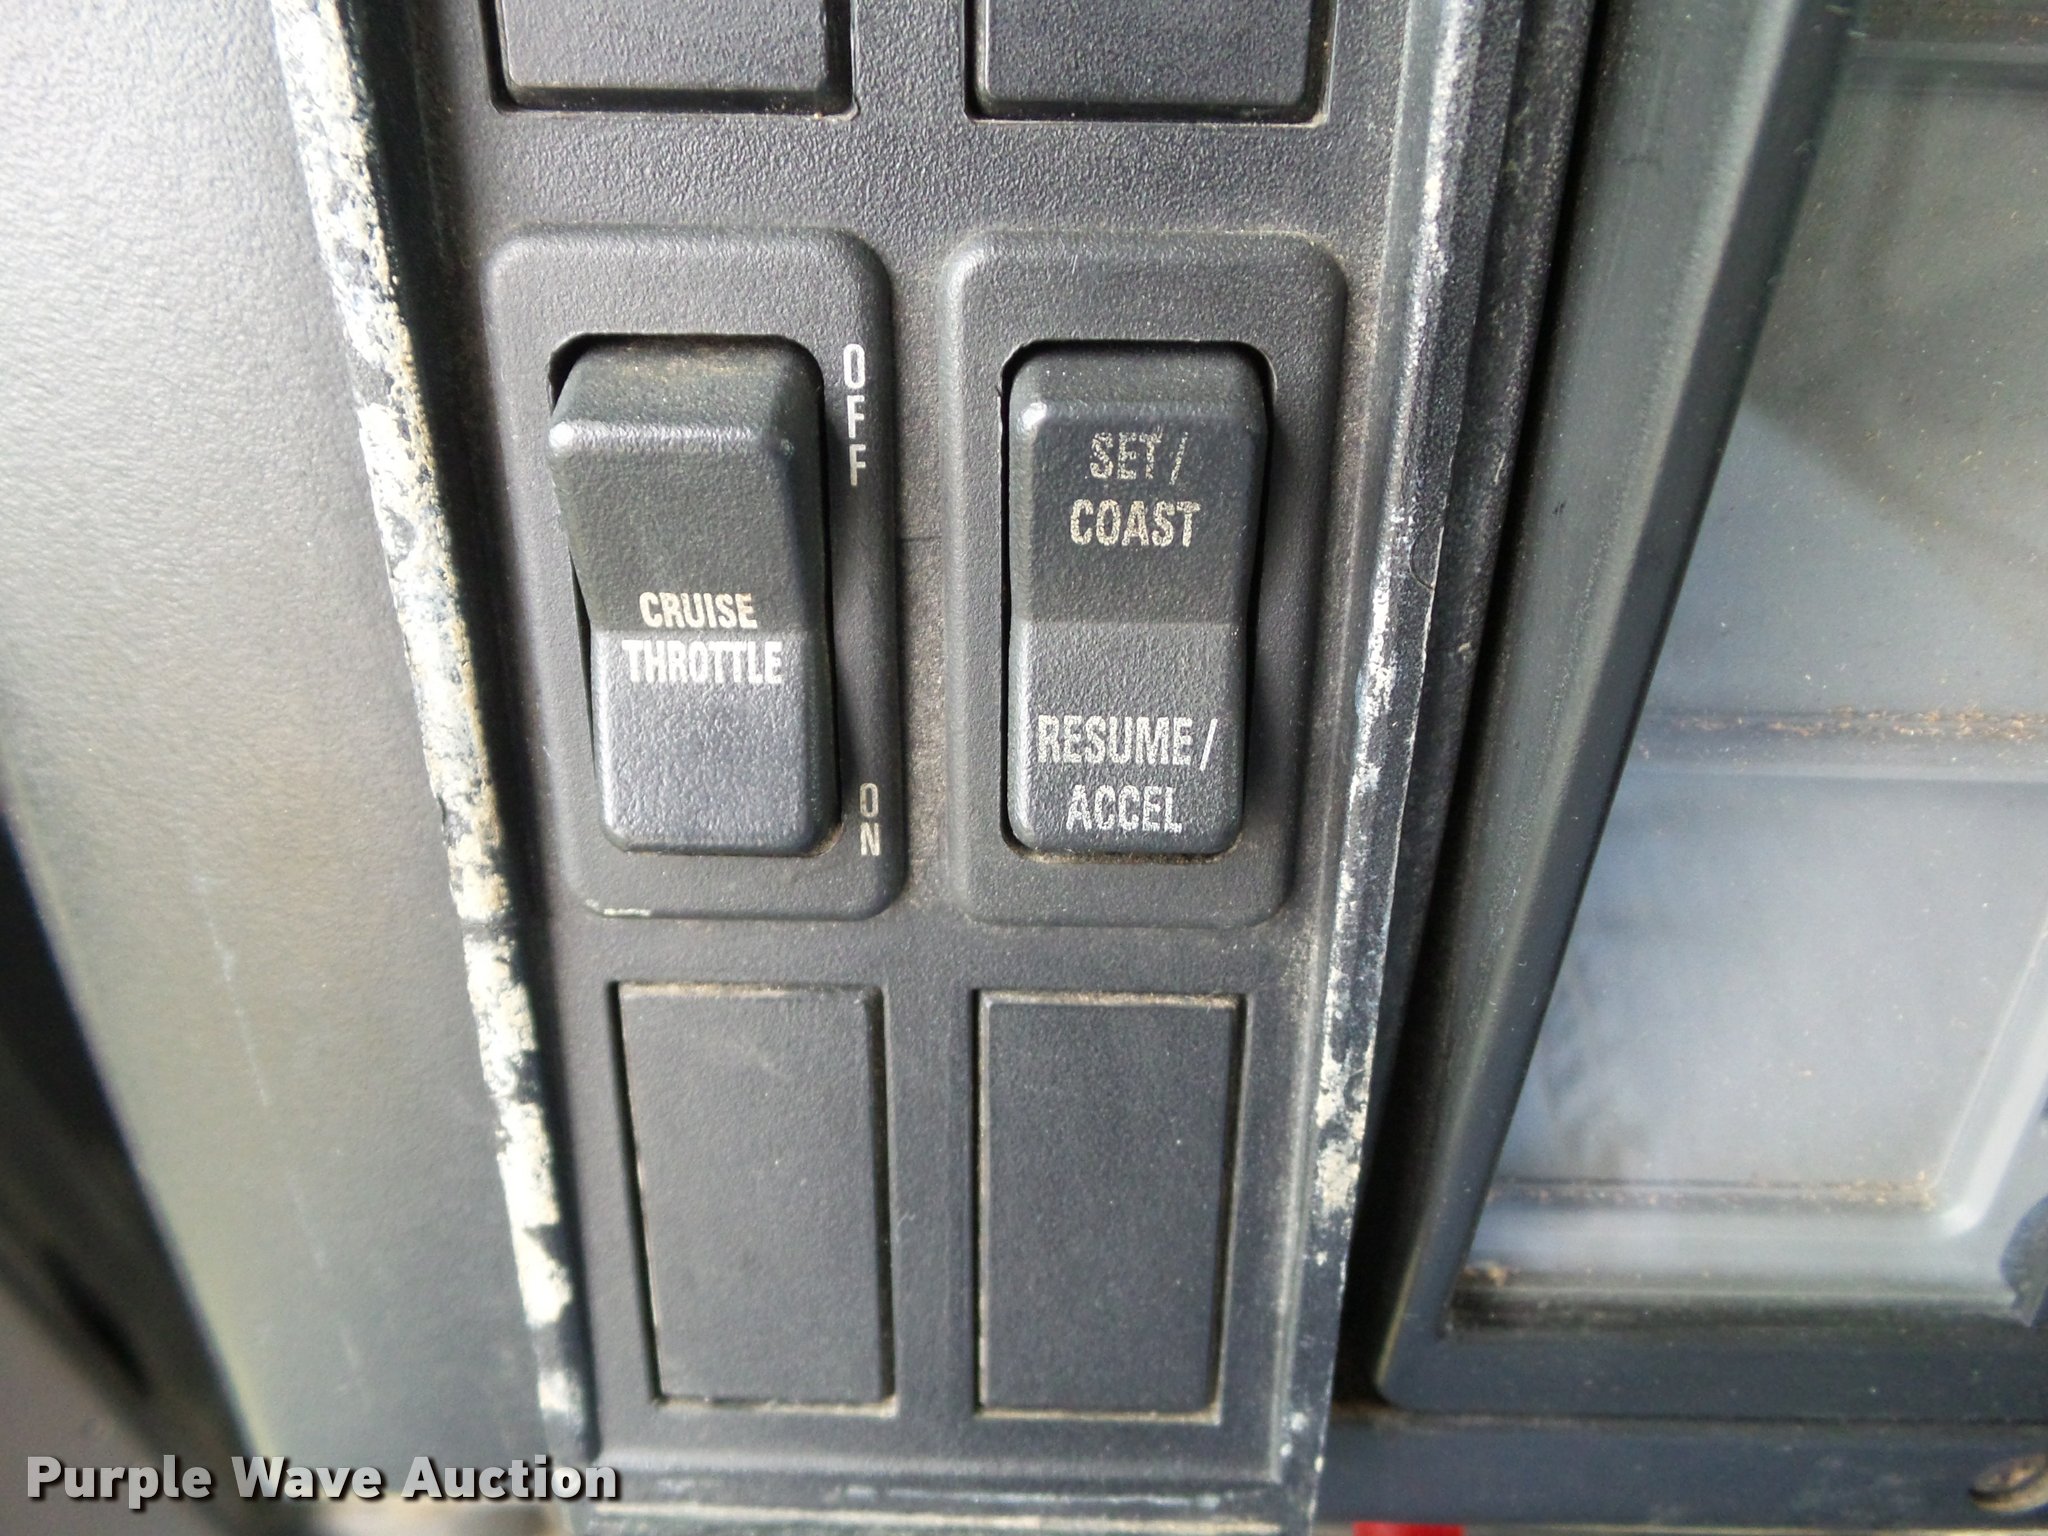 OFF
CRUISE
THROTTLE
ON
SET /
COAST
RESUME /
ACCEL
Purple Wave Auction